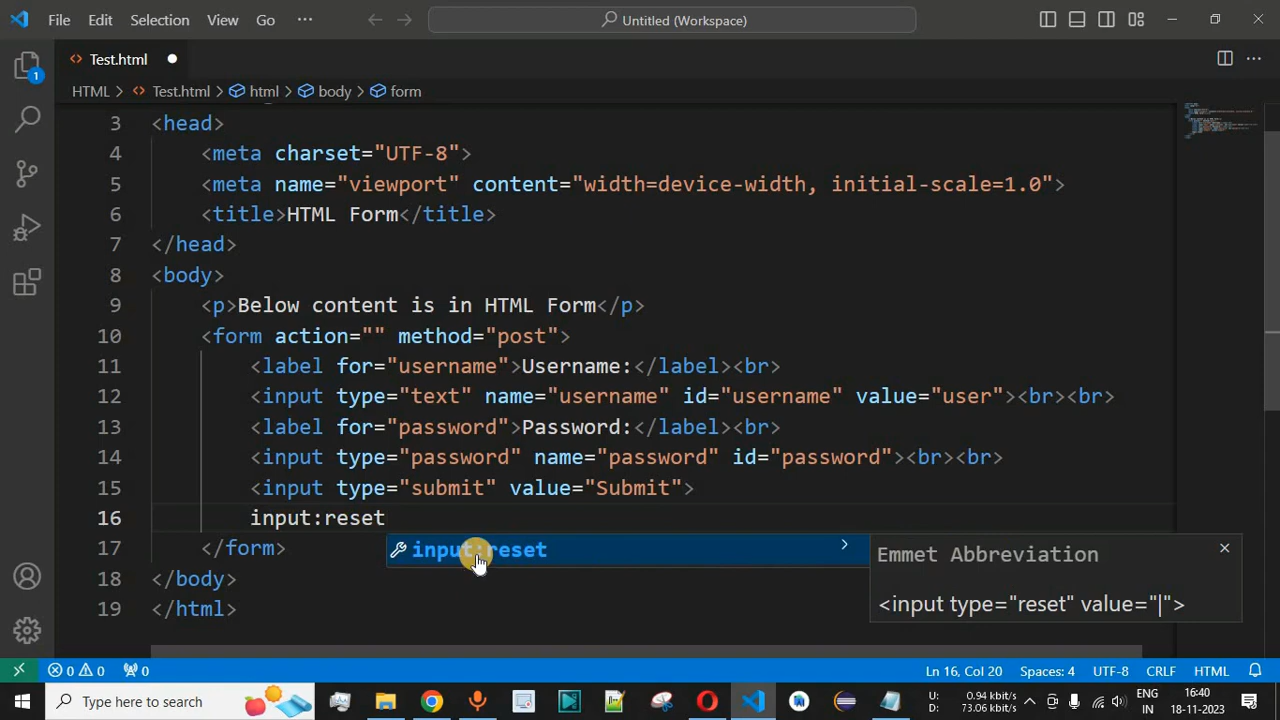 File Edit Selection View Go ··· Untitled (Workspace)
Test.html
HTML > Test.html > html > body > form
3 <head>
4 <meta charset="UTF-8">
5 <meta name="viewport" content="width=device-width, initial-scale=1.0">
6 <title>HTML Form</title>
7 </head>
8 <body>
9 <p>Below content is in HTML Form</p>
10 <form action="" method="post">
11 <label for="username">Username:</label><br>
12 <input type="text" name="username" id="username" value="user"><br><br>
13 <label for="password">Password:</label><br>
14 <input type="password" name="password" id="password"><br><br>
15 <input type="submit" value="Submit">
16 input:reset
17 </form>
input:reset
Emmet Abbreviation
<input type="reset" value="|">
18 </body>
19 </html>
1
0 0 0 Ln 16, Col 20 Spaces: 4 UTF-8 CRLF HTML
Type here to search
U: 0.94 kbit/s
D: 73.06 kbit/s
ENG
IN
16:40
18-11-2023